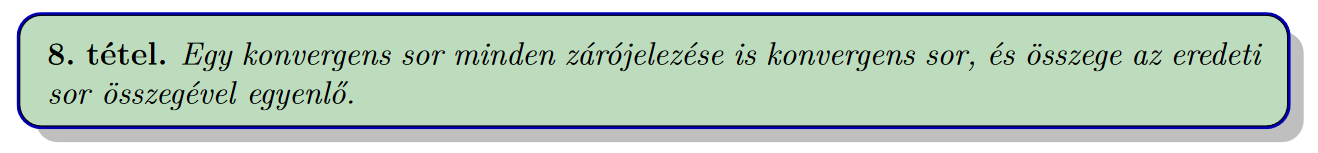 8. tétel. Egy konvergens sor minden zárójelezése is konvergens sor, és összege az eredeti
sor összegével egyenlő.